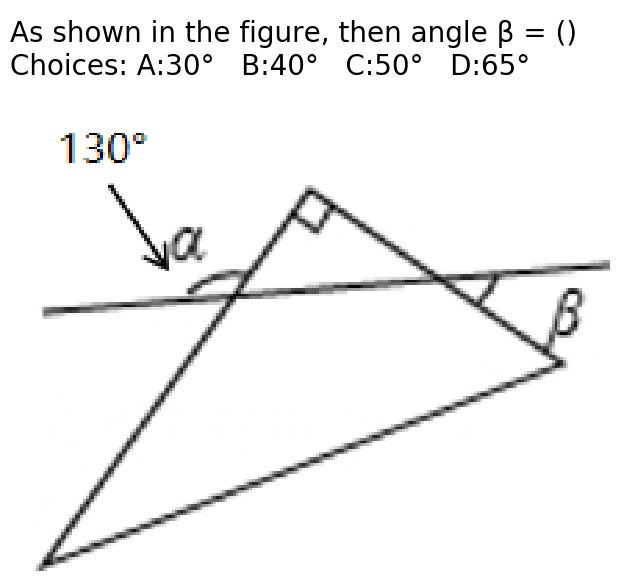 As shown in the figure, then angle β = ()
Choices: A:30° B:40° C:50° D:65°
130°
α
β